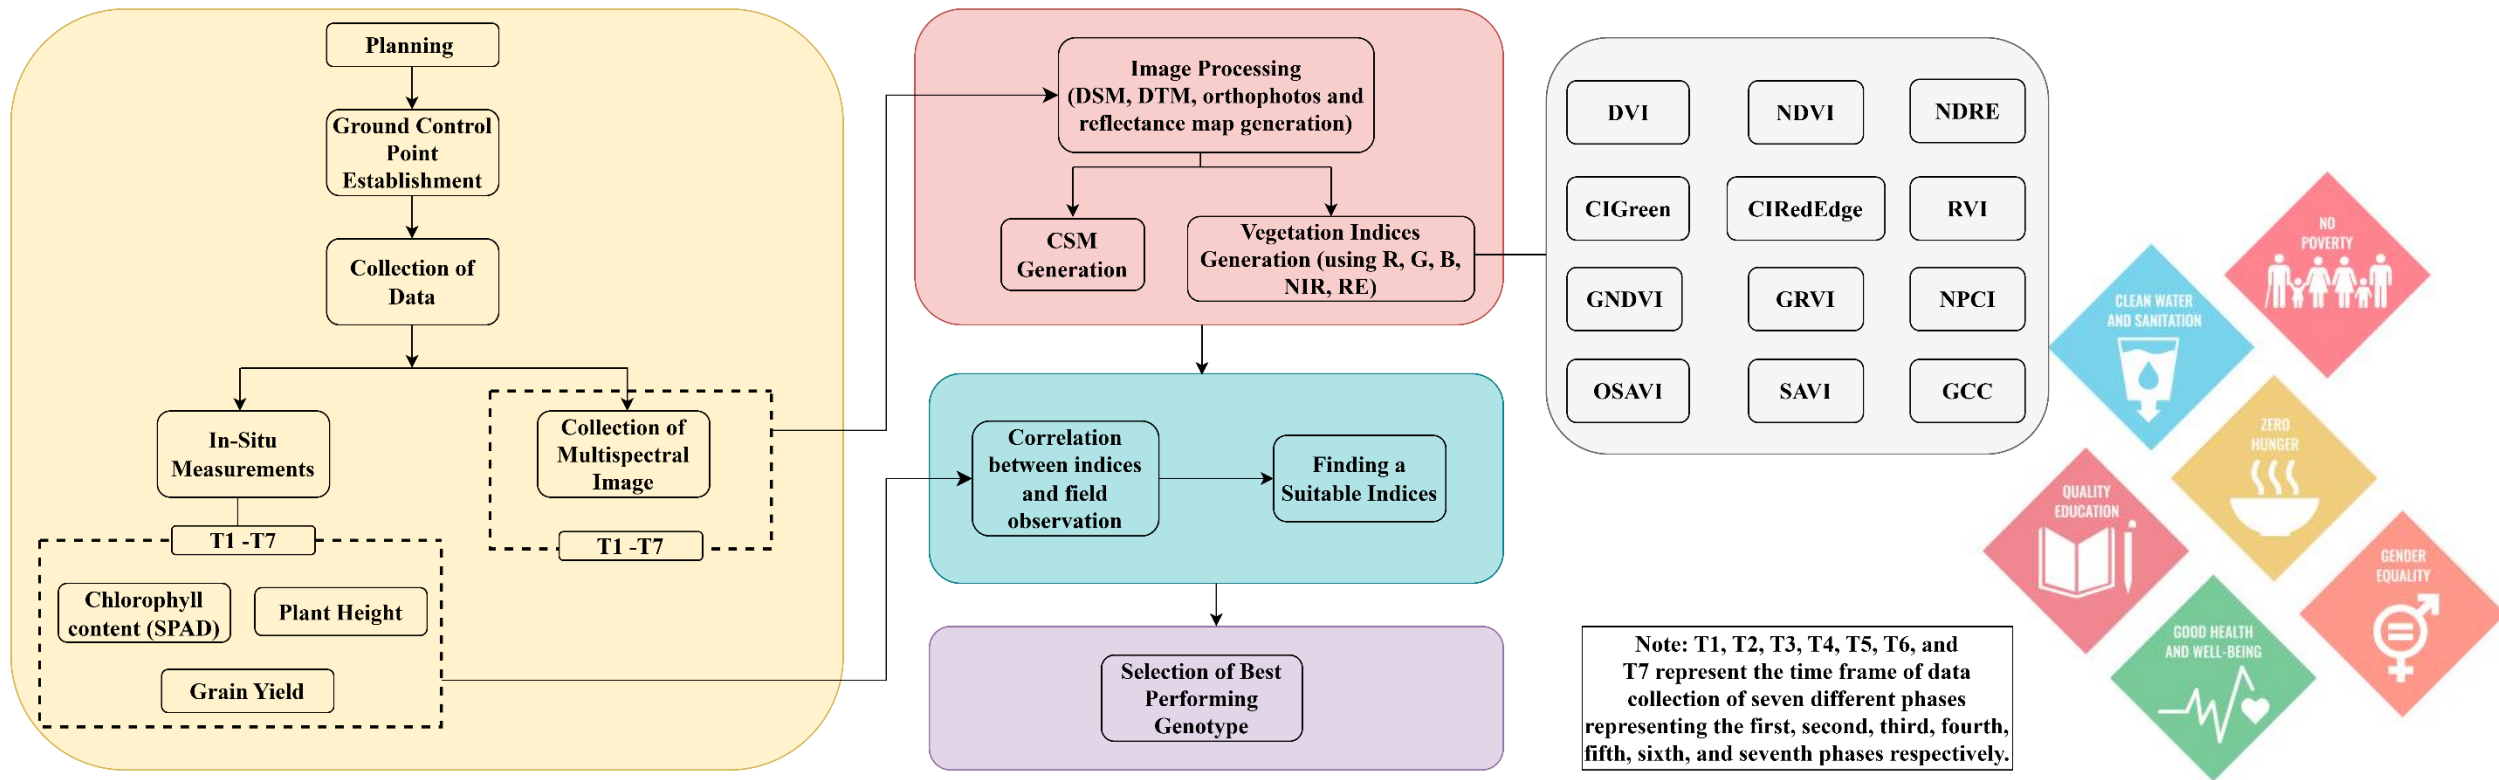 Planning
Ground Control
Point
Establishment
Collection of
Data
In-Situ
Measurements
T1 -T7
Chlorophyll
content (SPAD)
Plant Height
Grain Yield
Collection of
Multispectral
Image
T1 -T7
Image Processing
(DSM, DTM, orthophotos and
reflectance map generation)
CSM
Generation
Vegetation Indices
Generation (using R, G, B,
NIR, RE)
Correlation
between indices
and field
observation
Finding a
Suitable Indices
Selection of Best
Performing
Genotype
DVI
NDVI
NDRE
CIGreen
CIRedEdge
RVI
GNDVI
GRVI
NPCI
OSAVI
SAVI
GCC
Note: T1, T2, T3, T4, T5, T6, and
T7 represent the time frame of data
collection of seven different phases
representing the first, second, third, fourth,
fifth, sixth, and seventh phases respectively.
NO
POVERTY
CLEAN WATER
AND SANITATION
ZERO
HUNGER
QUALITY
EDUCATION
GENDER
EQUALITY
GOOD HEALTH
AND WELL-BEING